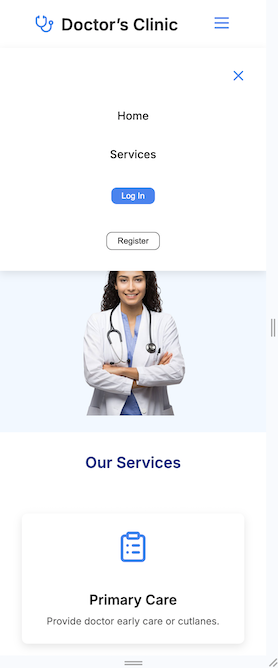 Doctor's Clinic
Home
Services
Log In
Register
Our Services
Primary Care
Provide doctor early care or cutlanes.